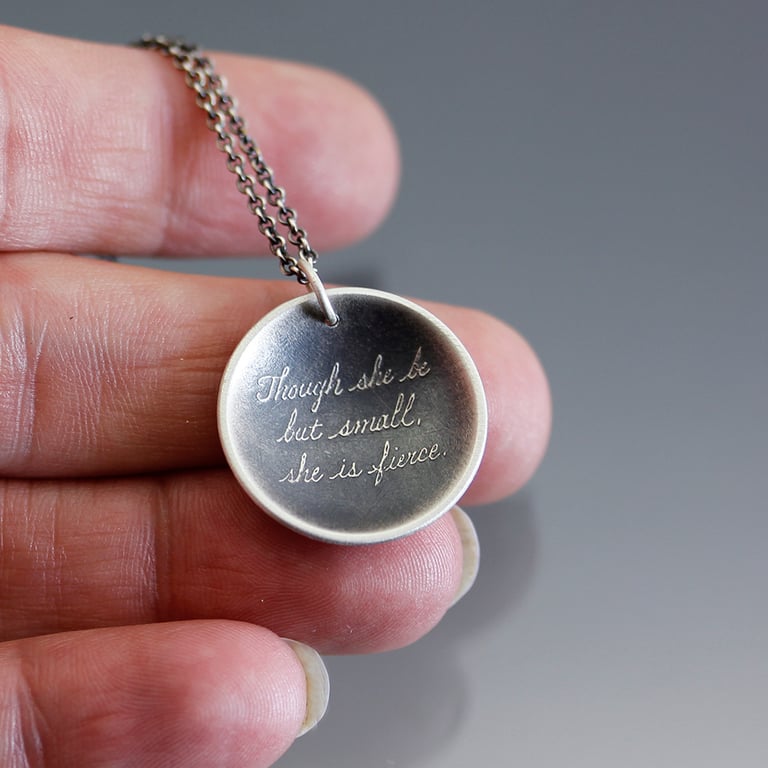 Though she be
but small,
she is fierce.